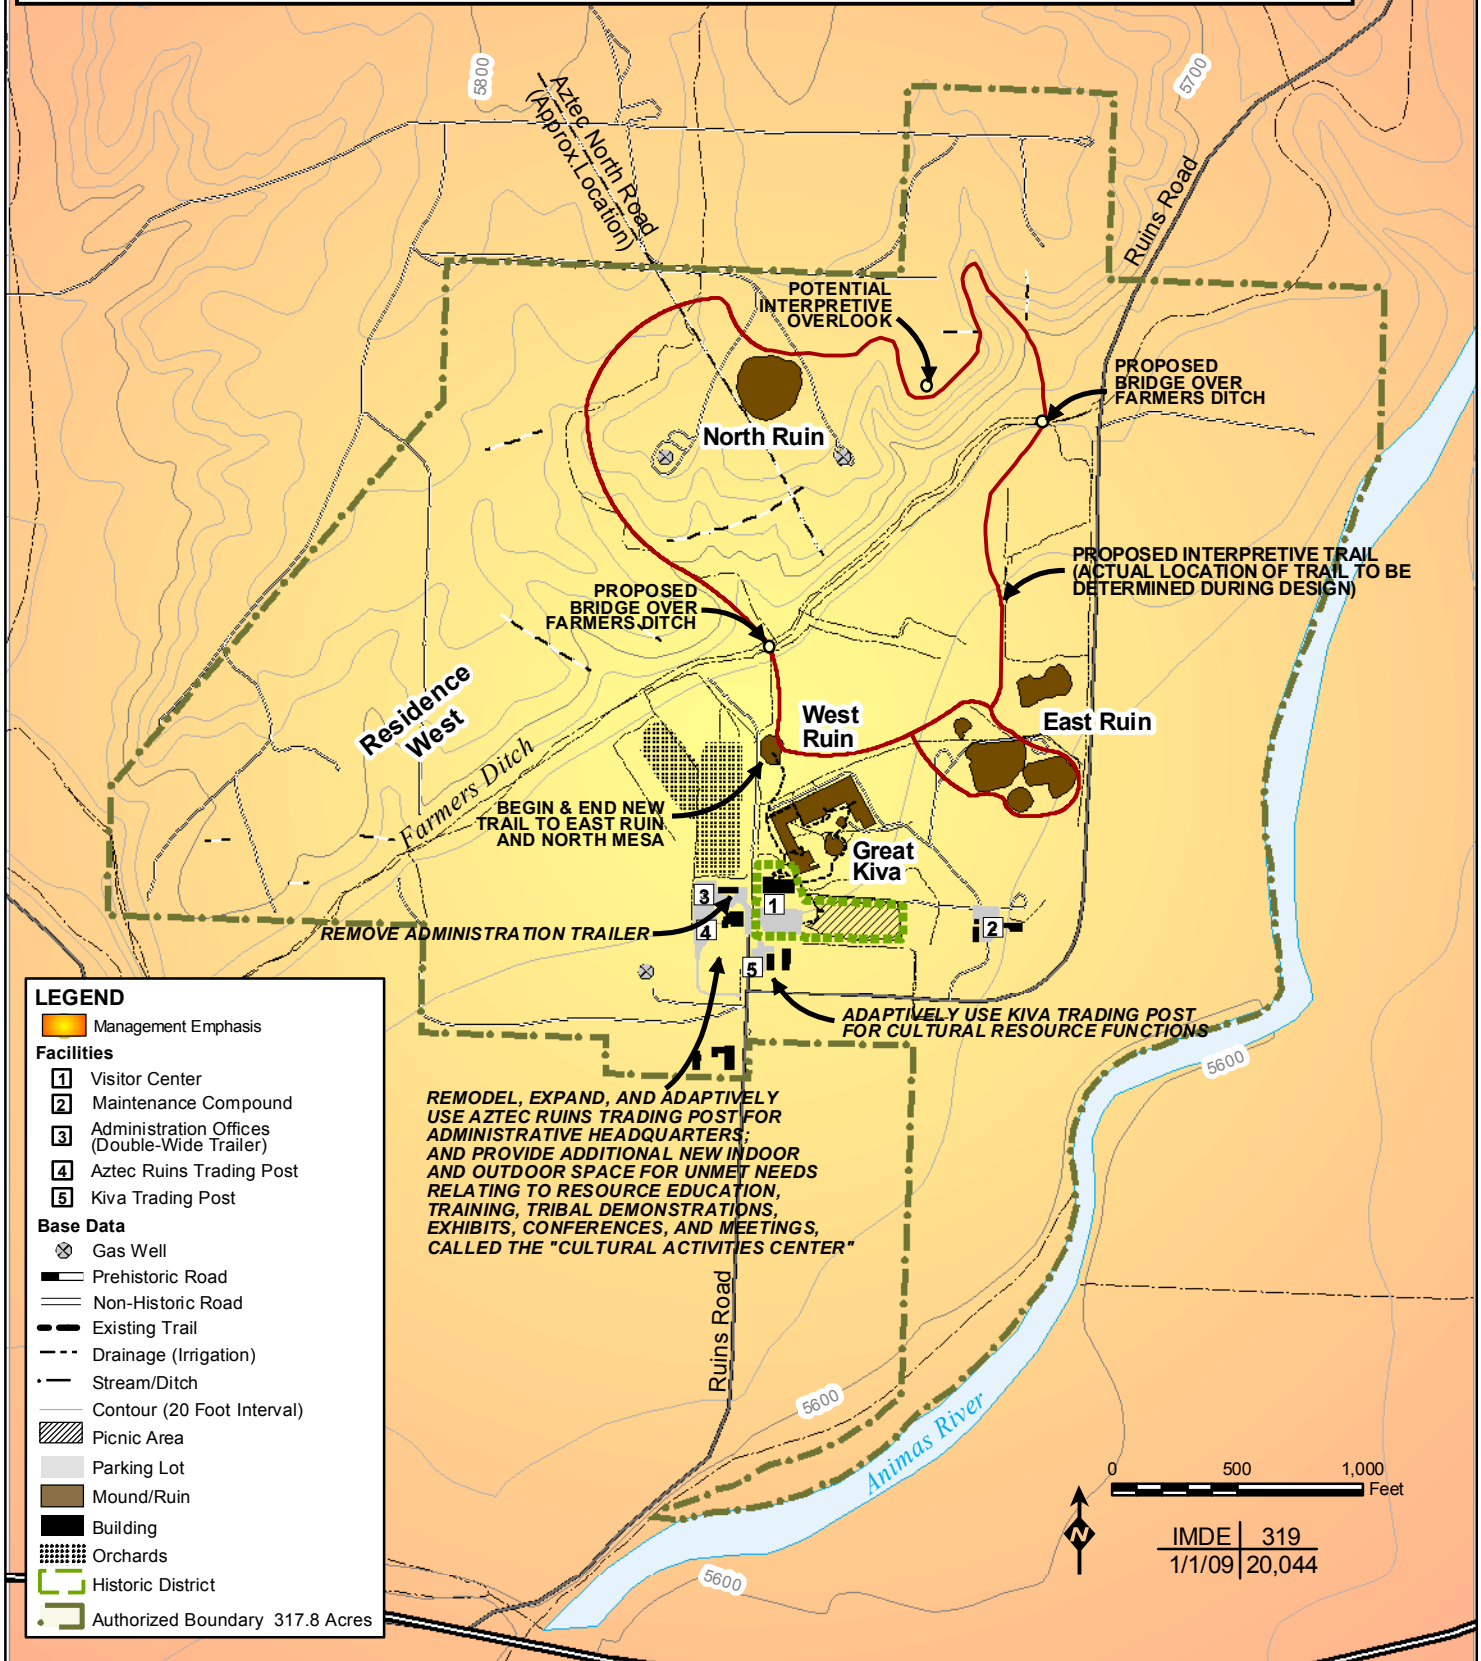 5800
5700
Aztec North Road
(Approx. Location)
Ruins Road
POTENTIAL
INTERPRETIVE
OVERLOOK
PROPOSED
BRIDGE OVER
FARMERS DITCH
North Ruin
PROPOSED INTERPRETIVE TRAIL
(ACTUAL LOCATION OF TRAIL TO BE
DETERMINED DURING DESIGN)
PROPOSED
BRIDGE OVER
FARMERS DITCH
Residence
West
West
Ruin
East Ruin
Farmers Ditch
BEGIN & END NEW
TRAIL TO EAST RUIN
AND NORTH MESA
Great
Kiva
3
1
4
2
5
REMOVE ADMINISTRATION TRAILER
ADAPTIVELY USE KIVA TRADING POST
FOR CULTURAL RESOURCE FUNCTIONS
5600
REMODEL, EXPAND, AND ADAPTIVELY
USE AZTEC RUINS TRADING POST FOR
ADMINISTRATIVE HEADQUARTERS;
AND PROVIDE ADDITIONAL NEW INDOOR
AND OUTDOOR SPACE FOR UNMET NEEDS
RELATING TO RESOURCE EDUCATION,
TRAINING, TRIBAL DEMONSTRATIONS,
EXHIBITS, CONFERENCES, AND MEETINGS,
CALLED THE "CULTURAL ACTIVITIES CENTER"
Ruins Road
5600
Animas River
5600
LEGEND
Management Emphasis
Facilities
1 Visitor Center
2 Maintenance Compound
3 Administration Offices
(Double-Wide Trailer)
4 Aztec Ruins Trading Post
5 Kiva Trading Post
Base Data
Gas Well
Prehistoric Road
Non-Historic Road
Existing Trail
Drainage (Irrigation)
Stream/Ditch
Contour (20 Foot Interval)
Picnic Area
Parking Lot
Mound/Ruin
Building
Orchards
Historic District
Authorized Boundary 317.8 Acres
0 500 1,000
Feet
N
IMDE 319
1/1/09 20,044